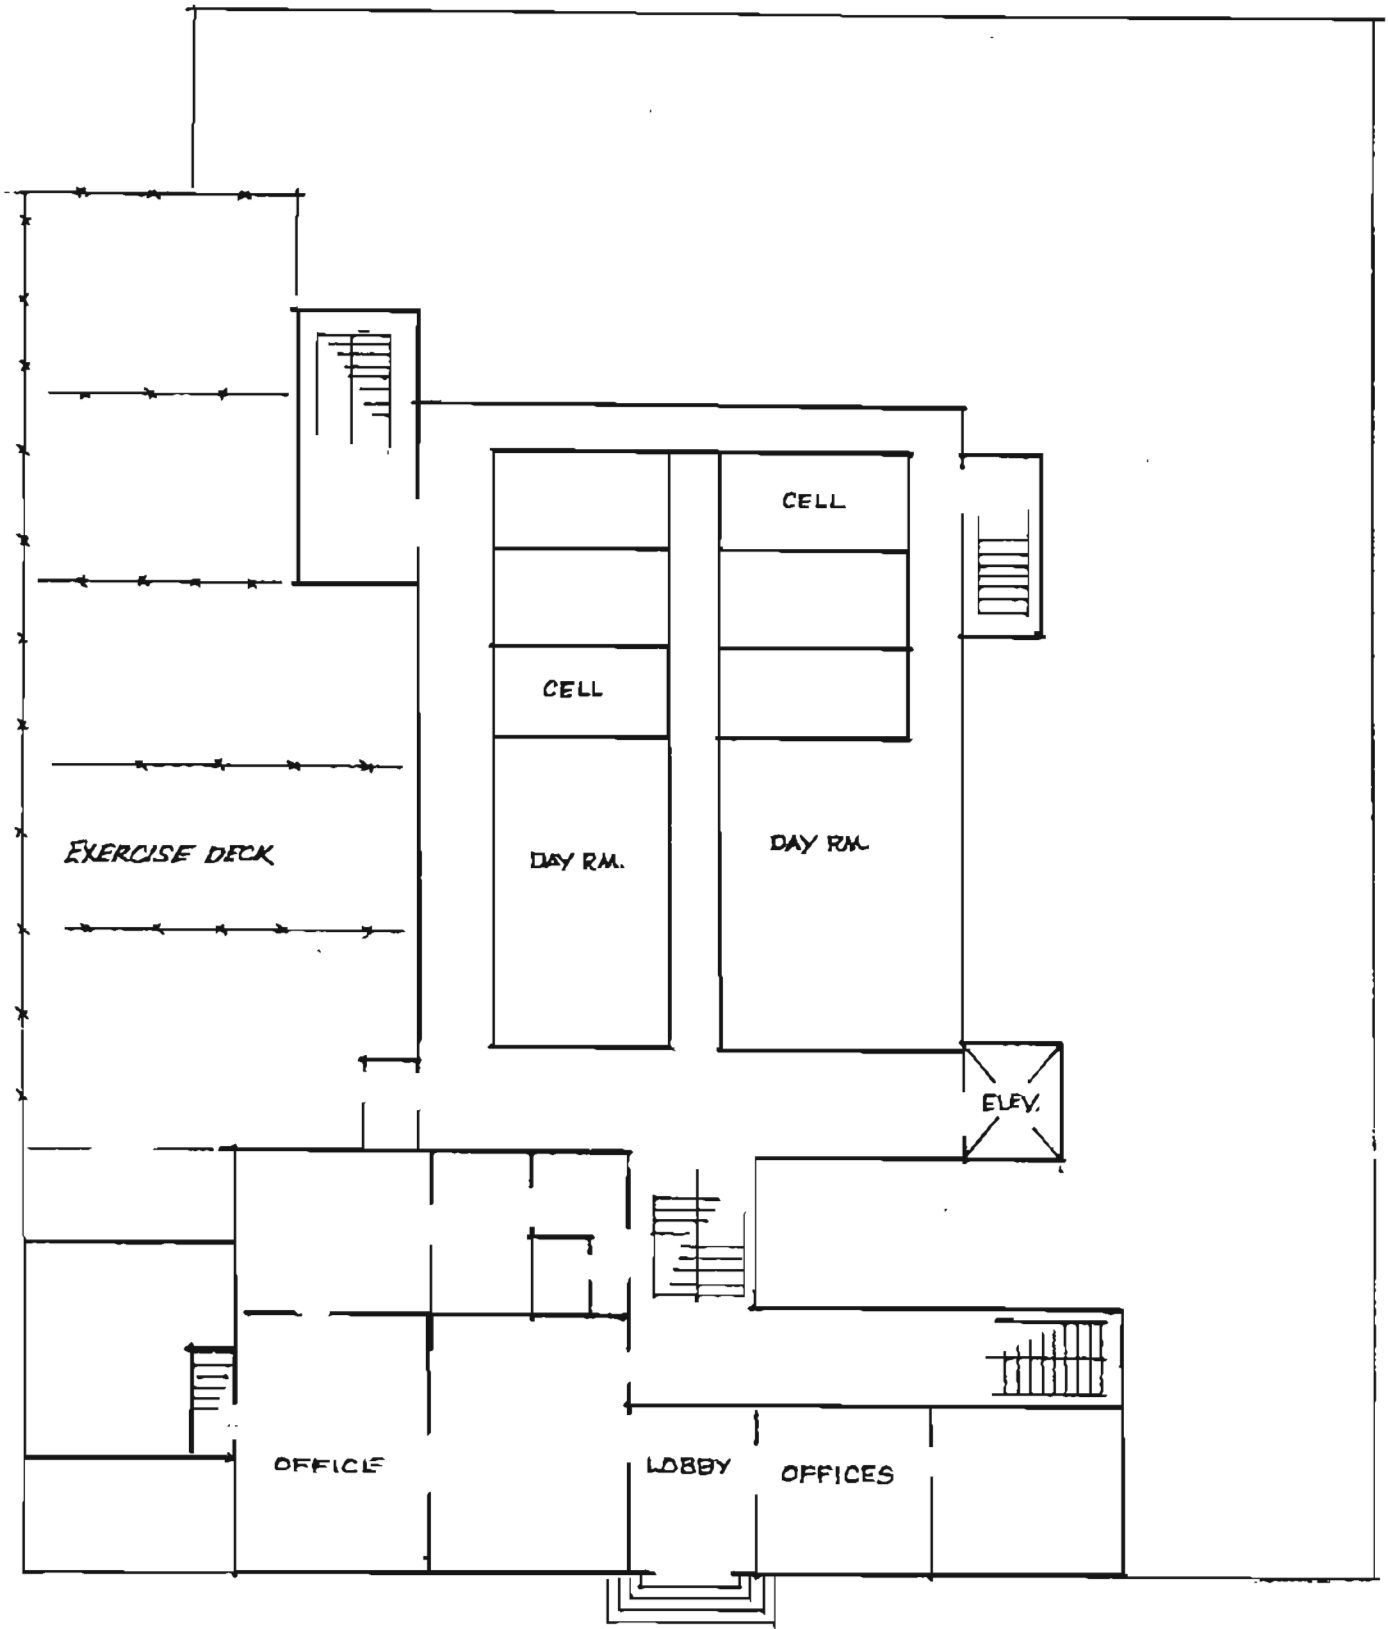 CELL
CELL
DAY RM.
DAY RM.
EXERCISE DECK
ELEV.
OFFICE
LOBBY
OFFICES